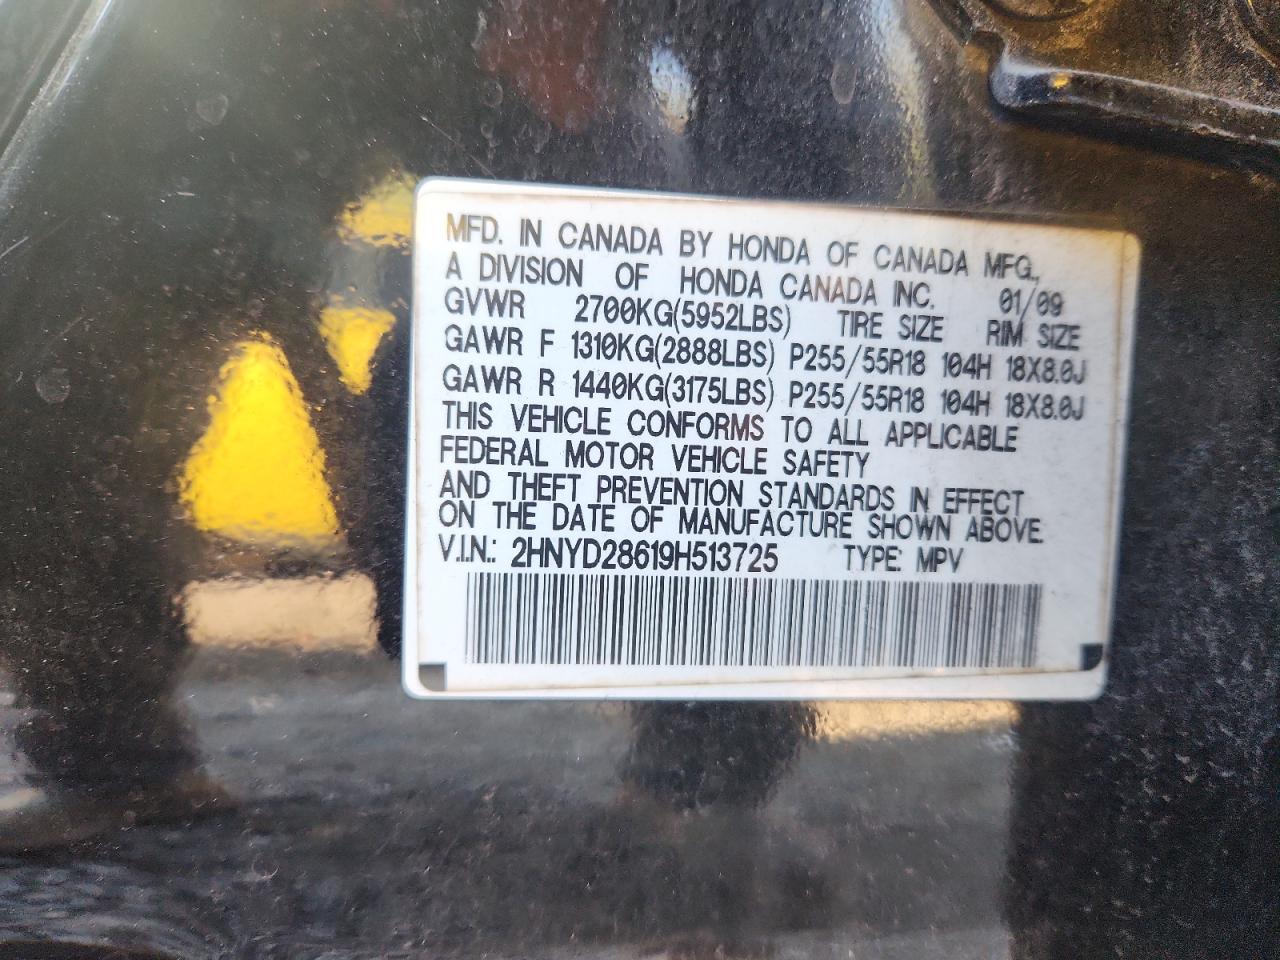 MFD. IN CANADA BY HONDA OF CANADA MFG.,
A DIVISION OF HONDA CANADA INC. 01/09
GVWR 2700KG(5952LBS) TIRE SIZE RIM SIZE
GAWR F 1310KG(2888LBS) P255/55R18 104H 18X8.0J
GAWR R 1440KG(3175LBS) P255/55R18 104H 18X8.0J
THIS VEHICLE CONFORMS TO ALL APPLICABLE
FEDERAL MOTOR VEHICLE SAFETY
AND THEFT PREVENTION STANDARDS IN EFFECT
ON THE DATE OF MANUFACTURE SHOWN ABOVE.
V.I.N.: 2HNYD28619H513725 TYPE: MPV